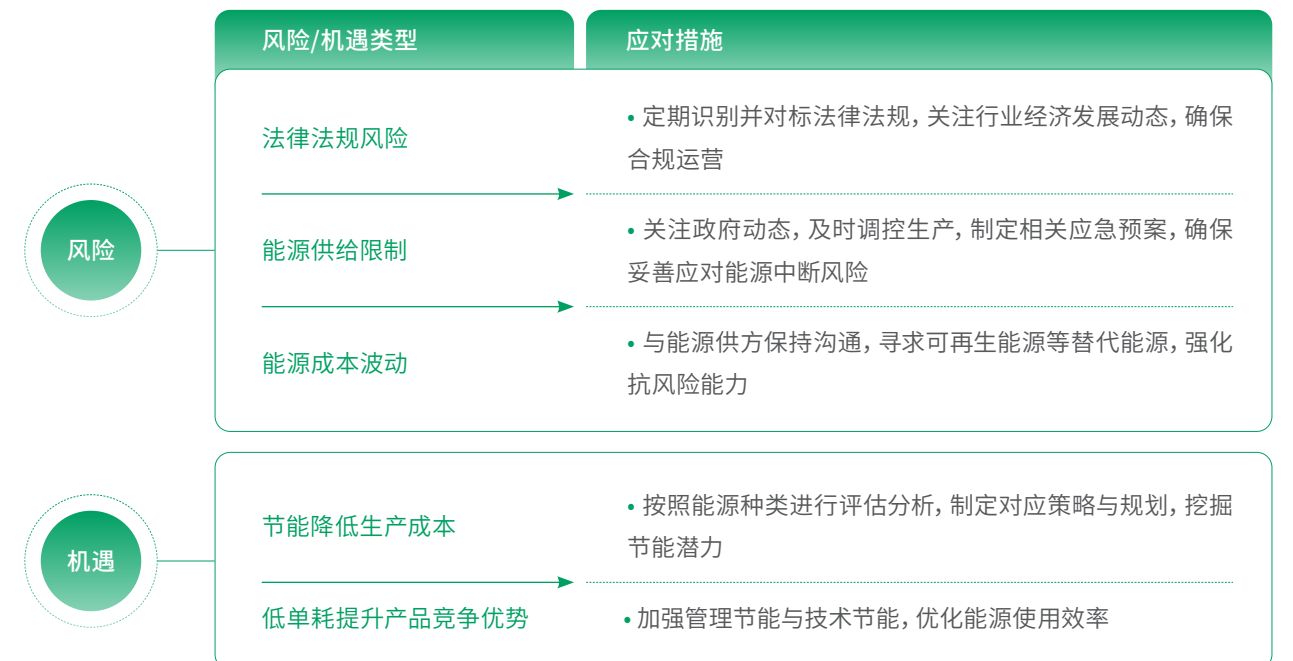 风险/机遇类型
应对措施
风险
法律法规风险
• 定期识别并对标法律法规，关注行业经济发展动态，确保
合规运营
能源供给限制
• 关注政府动态，及时调控生产，制定相关应急预案，确保
妥善应对能源中断风险
能源成本波动
• 与能源供方保持沟通，寻求可再生能源等替代能源，强化
抗风险能力
机遇
节能降低生产成本
• 按照能源种类进行评估分析，制定对应策略与规划，挖掘
节能潜力
低单耗提升产品竞争优势
• 加强管理节能与技术节能，优化能源使用效率